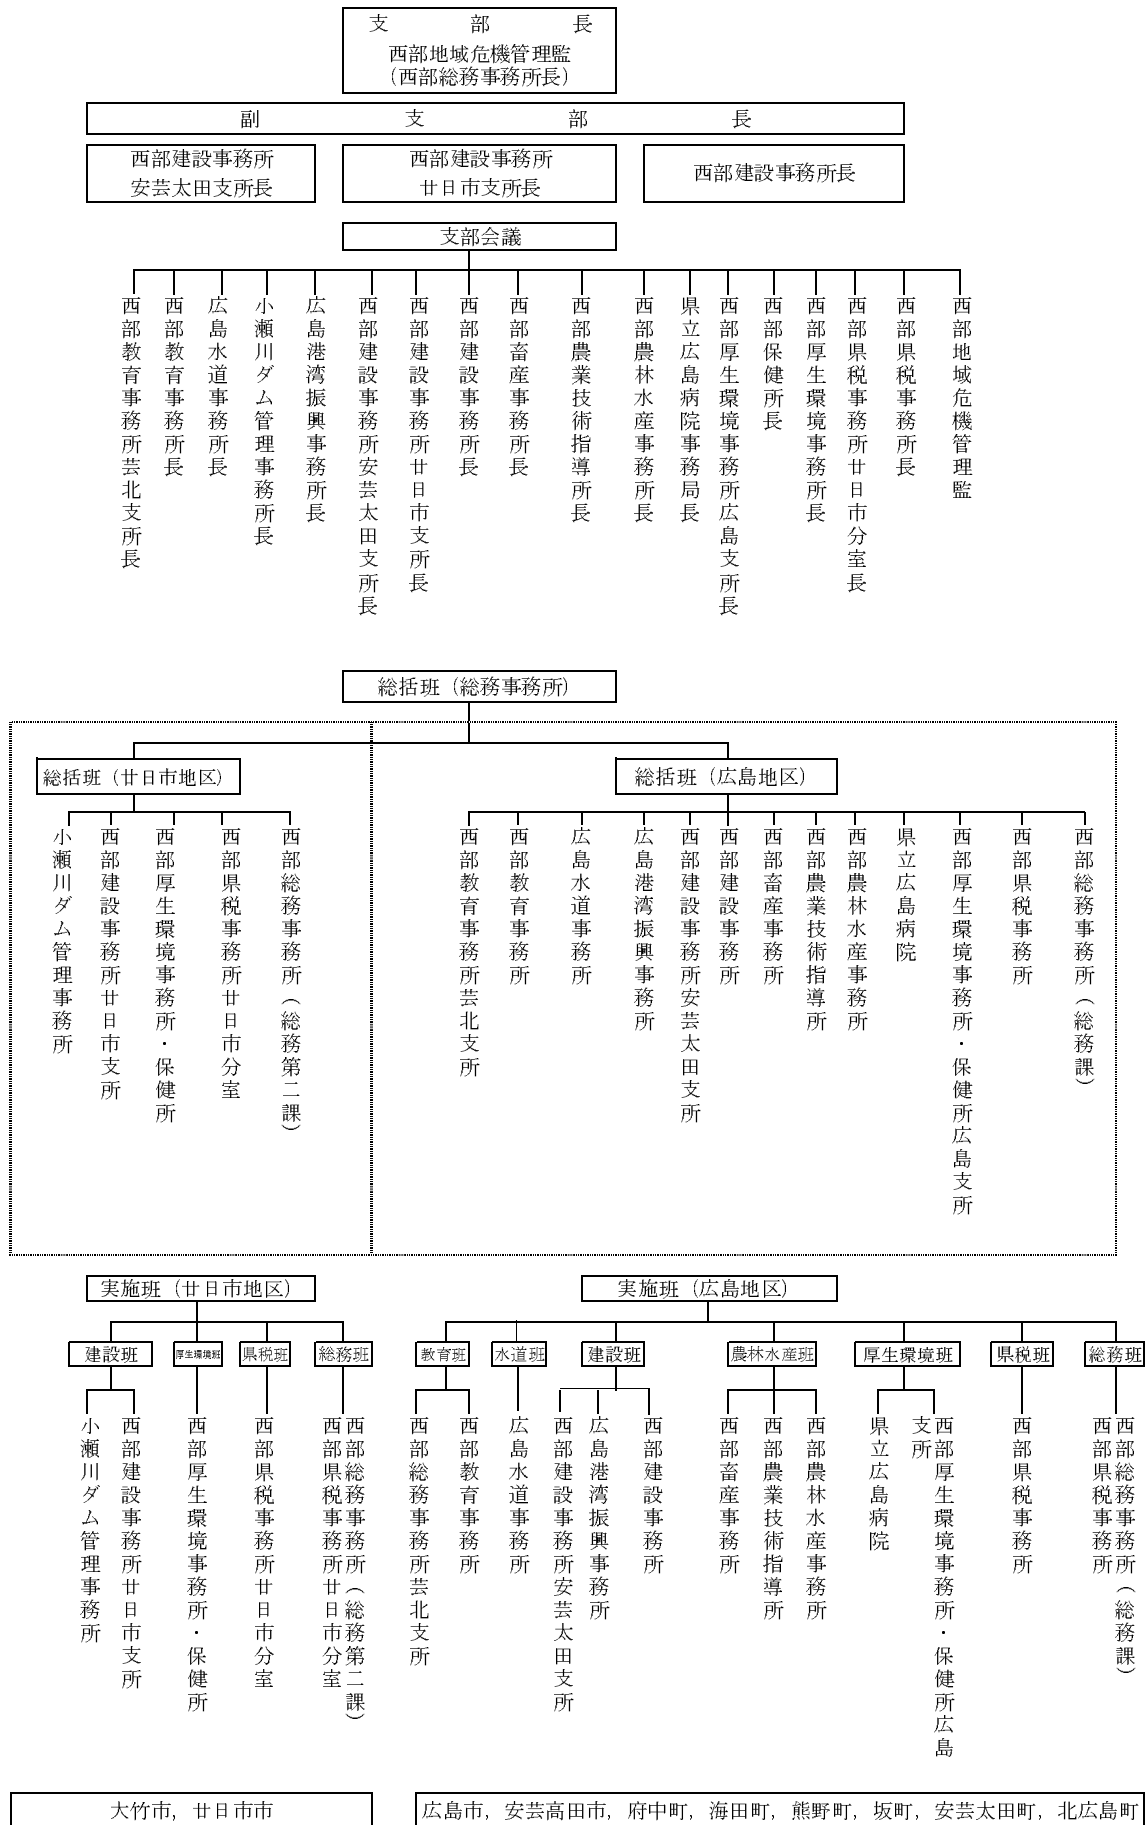 支部長
西部地域危機管理監
（西部総務事務所長）
副支部長
西部建設事務所
安芸太田支所長
西部建設事務所
廿日市支所長
西部建設事務所長
支部会議
西部教育事務所芸北支所長
西部教育事務所長
広島水道事務所長
小瀬川ダム管理事務所長
広島港湾振興事務所長
西部建設事務所安芸太田支所長
西部建設事務所廿日市支所長
西部建設事務所長
西部畜産事務所長
西部農業技術指導所長
西部農林水産事務所長
県立広島病院事務局長
西部厚生環境事務所広島支所長
西部保健所長
西部厚生環境事務所長
西部県税事務所廿日市分室長
西部県税事務所長
西部地域危機管理監
総括班（総務事務所）
総括班（廿日市地区）
総括班（広島地区）
小瀬川ダム管理事務所
西部建設事務所廿日市支所
西部厚生環境事務所・保健所
西部県税事務所廿日市分室
西部総務事務所（総務第二課）
西部教育事務所芸北支所
西部教育事務所
広島水道事務所
広島港湾振興事務所
西部建設事務所安芸太田支所
西部建設事務所
西部畜産事務所
西部農業技術指導所
西部農林水産事務所
県立広島病院
西部厚生環境事務所・保健所広島支所
西部県税事務所
西部総務事務所（総務課）
実施班（廿日市地区）
実施班（広島地区）
建設班
厚生環境班
県税班
総務班
教育班
水道班
建設班
農林水産班
厚生環境班
県税班
総務班
小瀬川ダム管理事務所
西部建設事務所廿日市支所
西部厚生環境事務所・保健所
西部県税事務所廿日市分室
西部総務事務所（総務第二課）
西部県税事務所廿日市分室
西部総務事務所芸北支所
西部教育事務所
広島水道事務所
西部建設事務所安芸太田支所
広島港湾振興事務所
西部建設事務所
西部畜産事務所
西部農業技術指導所
西部農林水産事務所
県立広島病院
西部厚生環境事務所・保健所広島
支所
西部県税事務所
西部総務事務所（総務課）
西部県税事務所
大竹市，廿日市市
広島市，安芸高田市，府中町，海田町，熊野町，坂町，安芸太田町，北広島町